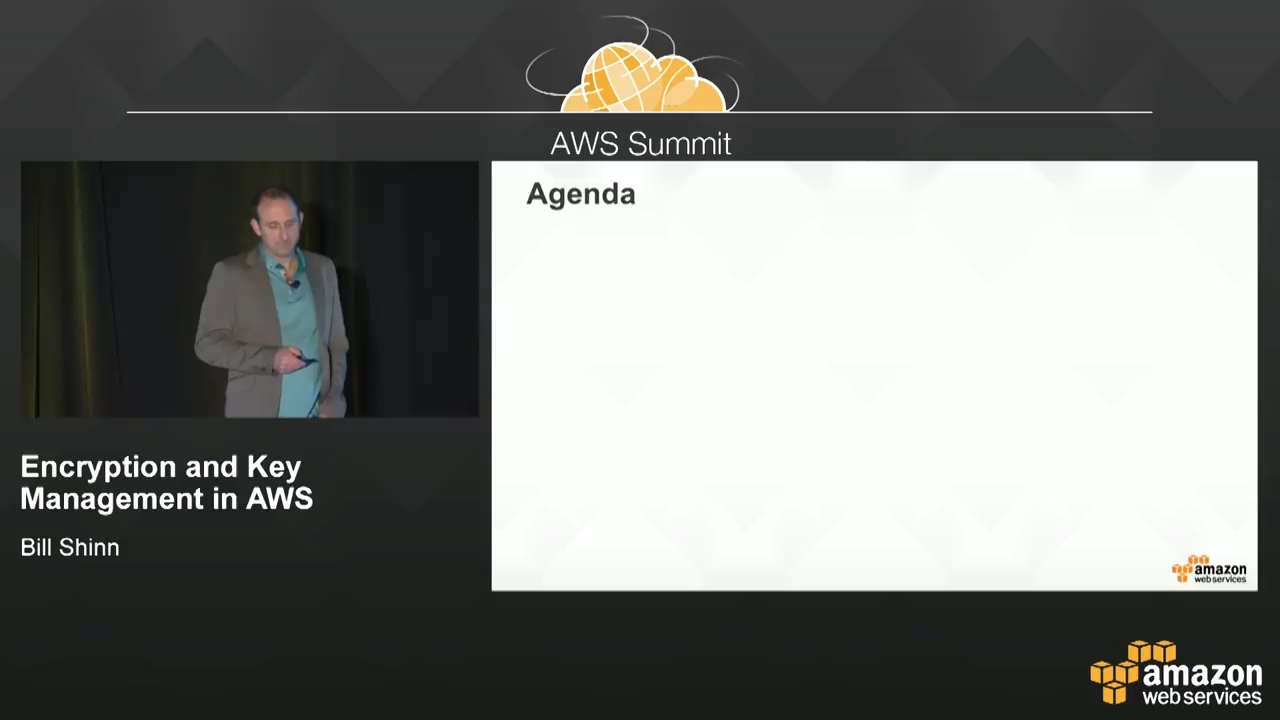 AWS Summit
Agenda
amazon
web services
Encryption and Key
Management in AWS
Bill Shinn
amazon
web services